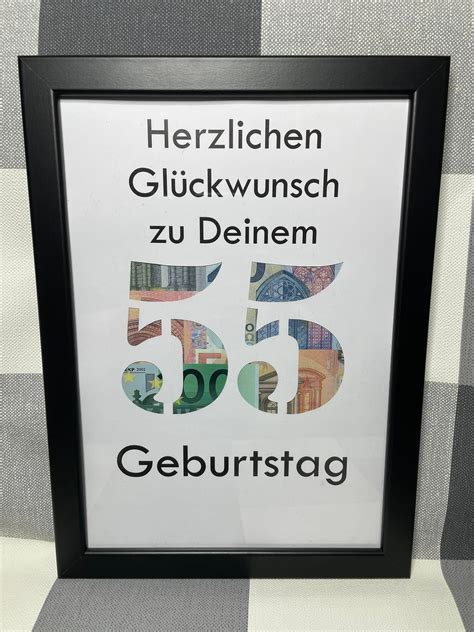 Herzlichen
Glückwunsch
zu Deinem
55
Geburtstag